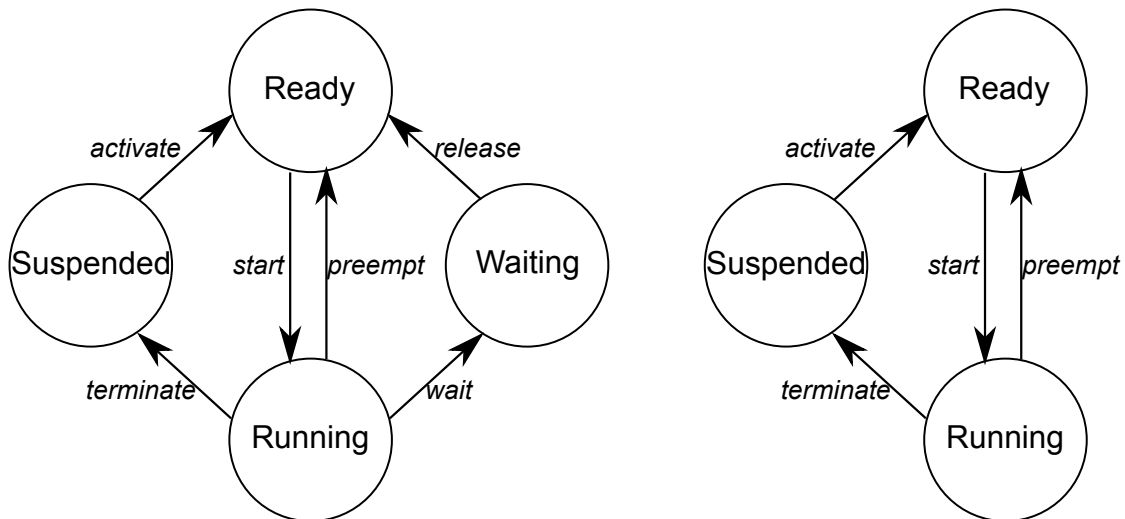 Ready
activate
release
Suspended
start
preempt
Waiting
terminate
wait
Running
Ready
activate
Suspended
start
preempt
terminate
Running